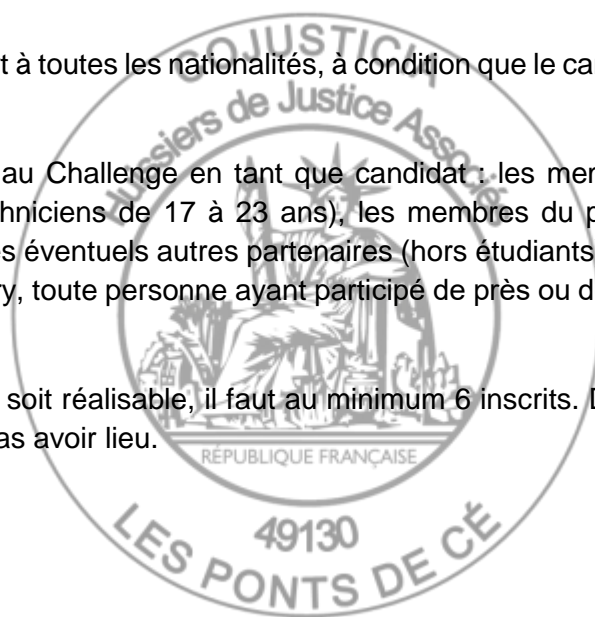 t à toutes les nationalités, à condition que le ca
au Challenge en tant que candidat : les mer
hniciens de 17 à 23 ans), les membres du p
es éventuels autres partenaires (hors étudiants
ry, toute personne ayant participé de près ou d
soit réalisable, il faut au minimum 6 inscrits. D
as avoir lieu.
COJUSTICIA
Huissiers de Justice Associés
RÉPUBLIQUE FRANÇAISE
49130
LES PONTS DE CÉ